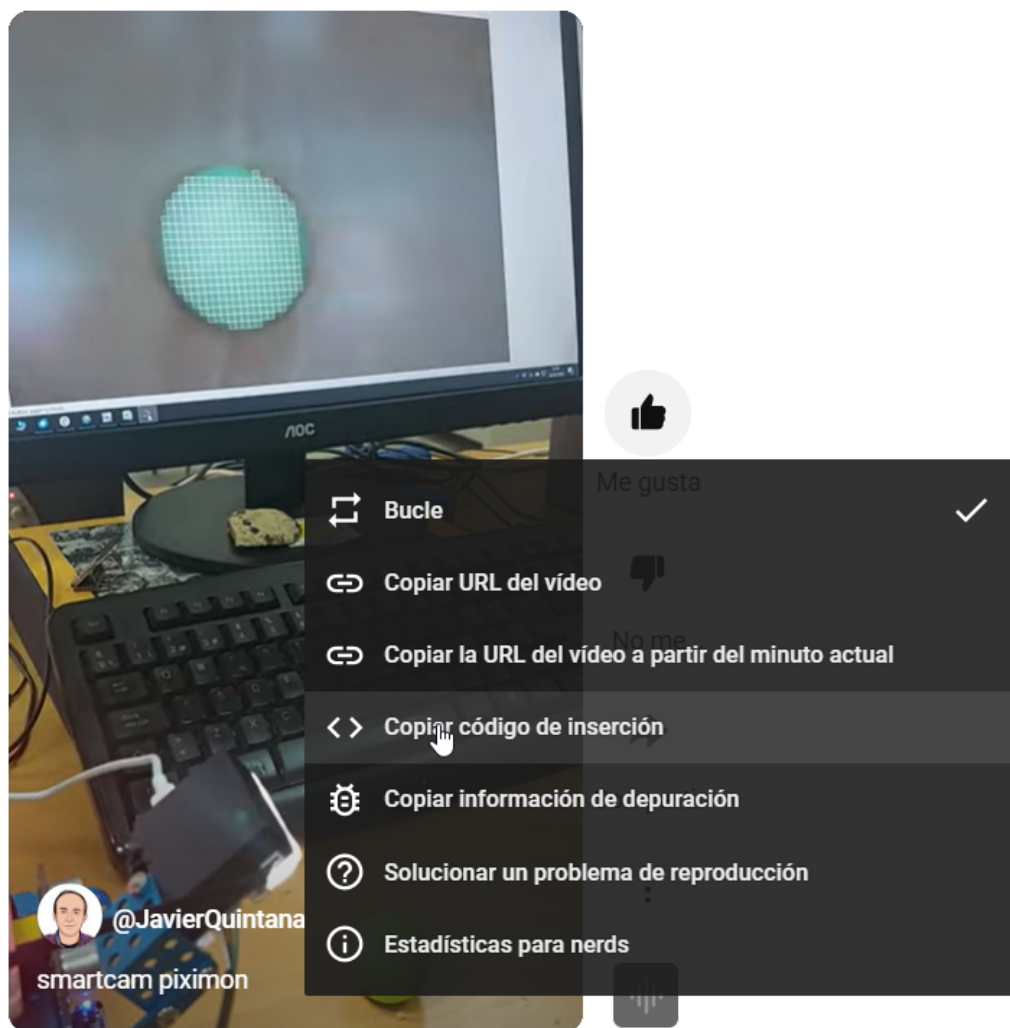 AOC
Me gusta
Bucle
Copiar URL del vídeo
No me
Copiar la URL del vídeo a partir del minuto actual
Copiar código de inserción
Copiar información de depuración
Solucionar un problema de reproducción
@JavierQuintana
Estadísticas para nerds
smartcam piximon